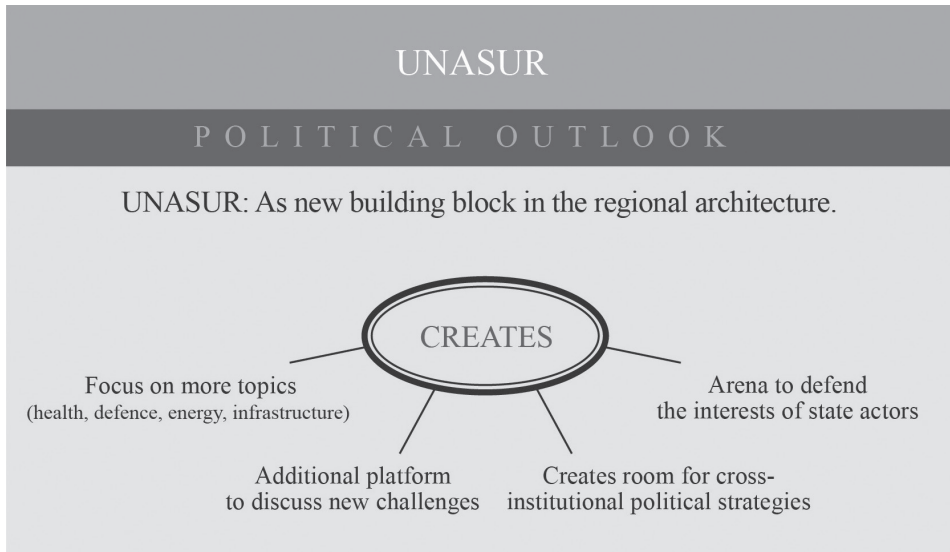 UNASUR
POLITICAL OUTLOOK
UNASUR: As new building block in the regional architecture.
CREATES
Focus on more topics
(health, defence, energy, infrastructure)
Additional platform
to discuss new challenges
Creates room for cross-
institutional political strategies
Arena to defend
the interests of state actors